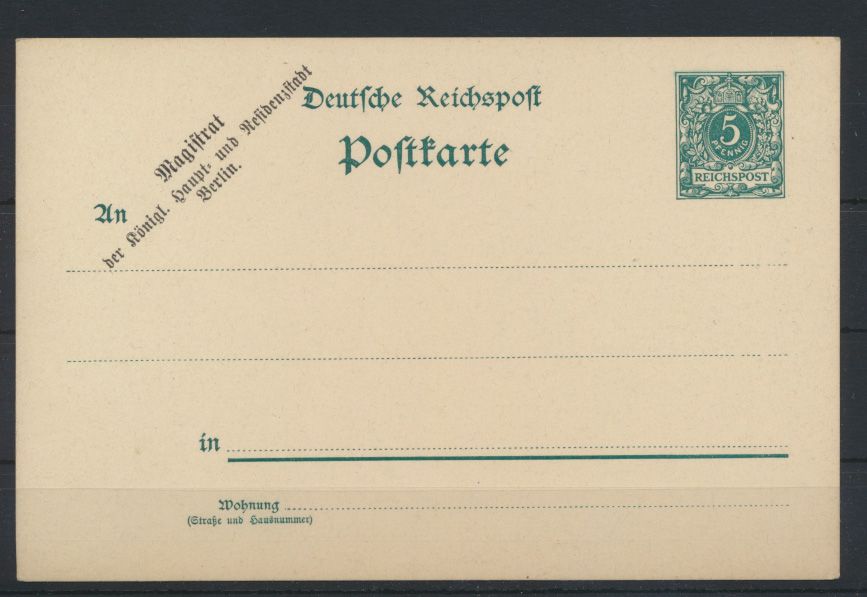 Magistrat
der Königl. Haupt- und Residenzstadt
Berlin.
Deutsche Reichspost
Postkarte
5
PFENNIG
REICHSPOST
An
in
Wohnung
(Straße und Hausnummer)